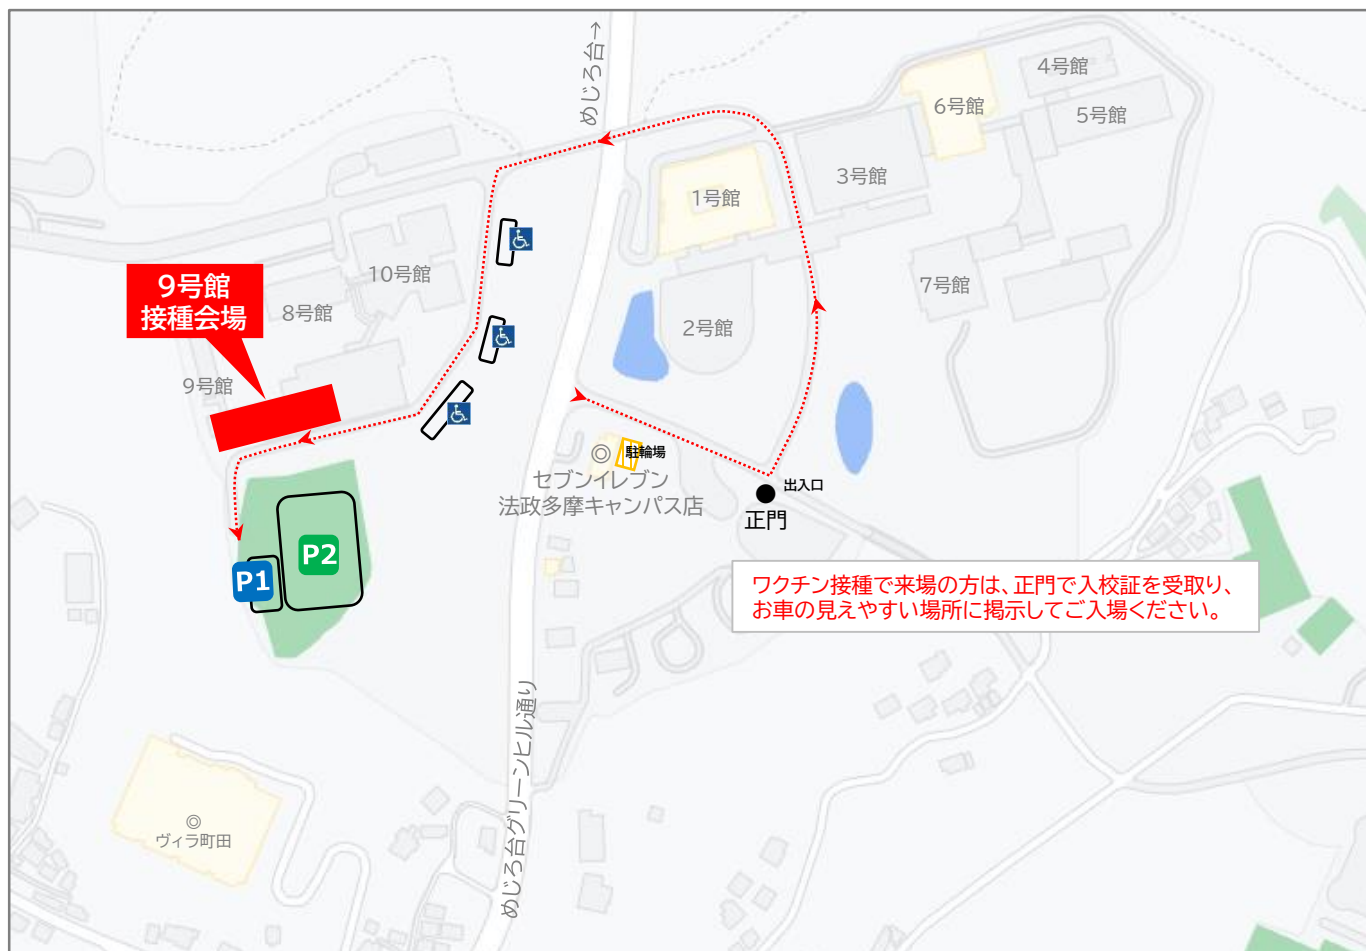 めじろ台→
4号館
6号館
5号館
3号館
1号館
10号館
7号館
9号館
接種会場
8号館
2号館
9号館
駐輪場
セブンイレブン
法政多摩キャンパス店
出入口
正門
P2
P1
ワクチン接種で来場の方は、正門で入校証を受取り、
お車の見えやすい場所に掲示してご入場ください。
めじろ台グリーンヒル通り
ヴィラ町田